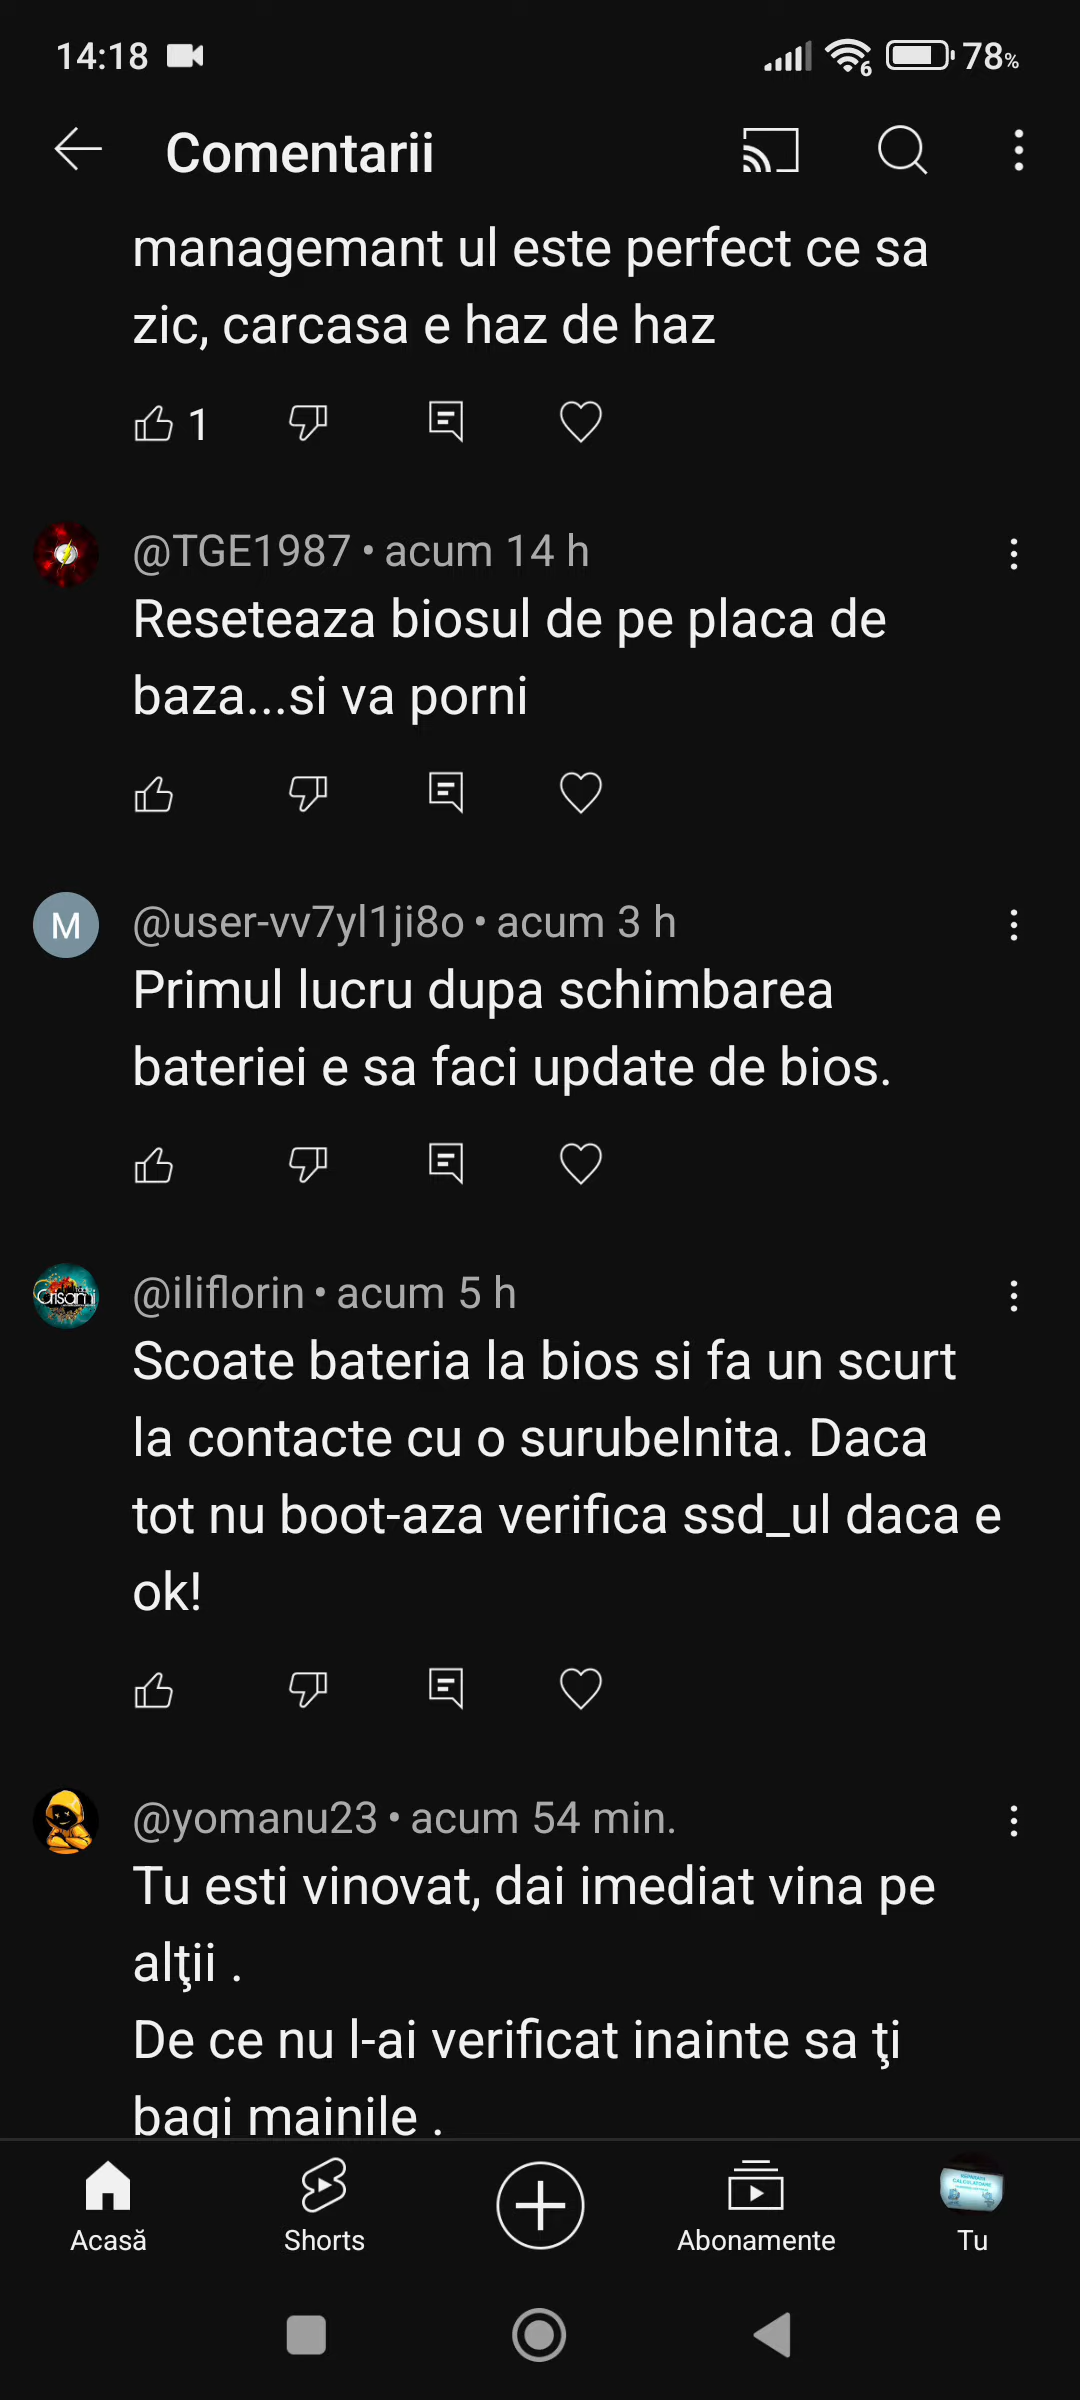 14:18 6 78%
Comentarii
managemant ul este perfect ce sa
zic, carcasa e haz de haz
1
@TGE1987 • acum 14 h
Reseteaza biosul de pe placa de
baza...si va porni
M @user-vv7yl1ji8o • acum 3 h
Primul lucru dupa schimbarea
bateriei e sa faci update de bios.
@iliflorin • acum 5 h
Scoate bateria la bios si fa un scurt
la contacte cu o surubelnita. Daca
tot nu boot-aza verifica ssd_ul daca e
ok!
@yomanu23 • acum 54 min.
Tu esti vinovat, dai imediat vina pe
alţii .
De ce nu l-ai verificat inainte sa ţi
bagi mainile .
Acasă Shorts Abonamente Tu